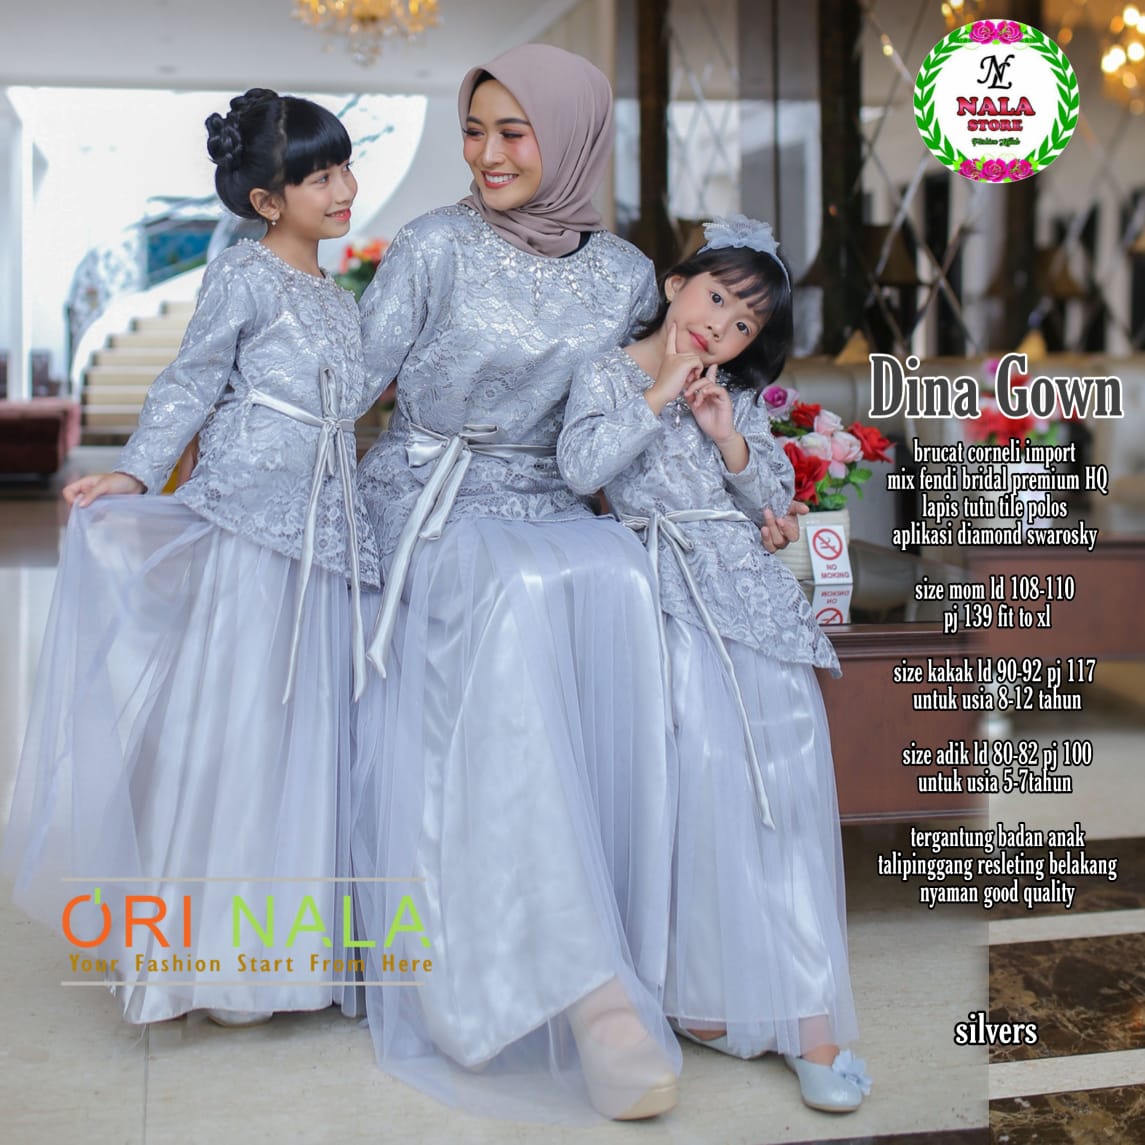 NL
NALA
STORE
Dina Gown
brucat corneli import
mix fendi bridal premium HQ
lapis tutu tile polos
aplikasi diamond swarosky
size mom ld 108-110
pj 139 fit to xl
size kakak ld 90-92 pj 117
untuk usia 8-12 tahun
size adik ld 80-82 pj 100
untuk usia 5-7tahun
tergantung badan anak
talipinggang resleting belakang
nyaman good quality
silvers
ORI NALA
Your Fashion Start From Here
NO
SMOKING